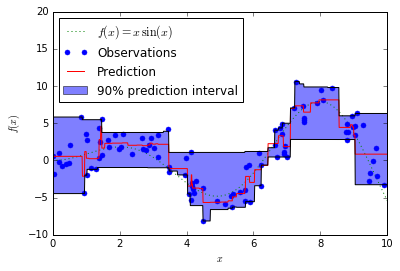 20
15
10
5
0
−5
−10
f(x)
f(x) = x sin(x)
Observations
Prediction
90% prediction interval
0 2 4 6 8 10
x